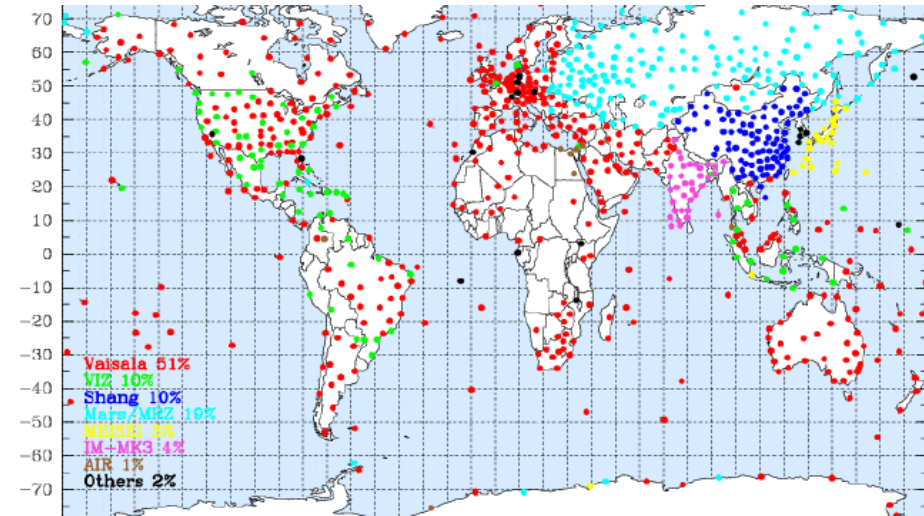 70
60
50
40
30
20
10
0
−10
−20
−30
Vaisala 51%
VIZ 10%
−40
Shang 10%
Mars/MRZ 19%
−50
MEISEI 3%
IM+MK3 4%
−60
AIR 1%
Others 2%
−70